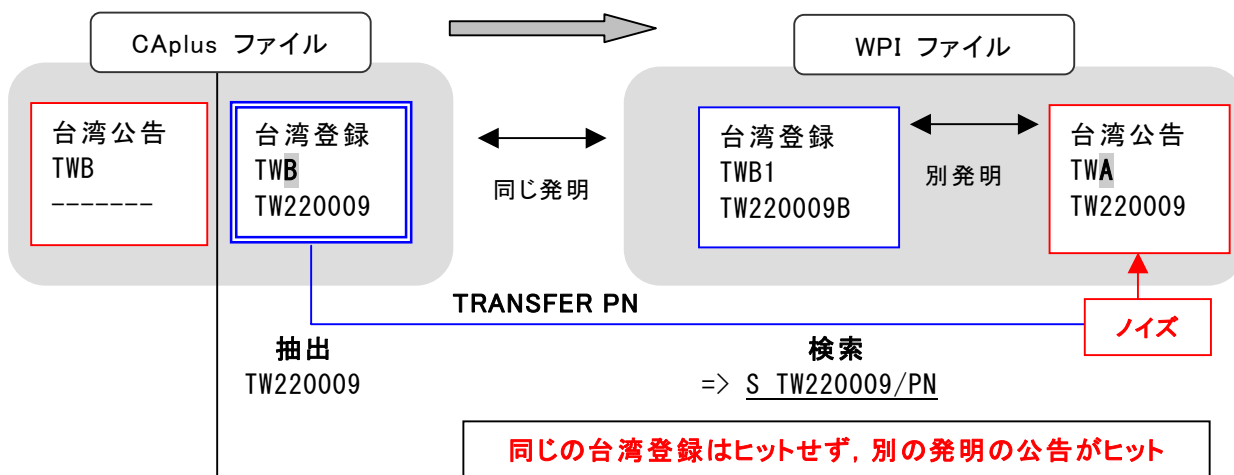 CAplus ファイル
WPI ファイル
台湾公告
TWB
-------
台湾登録
TWB
TW220009
同じ発明
台湾登録
TWB1
TW220009B
別発明
台湾公告
TWA
TW220009
TRANSFER PN
ノイズ
抽出
TW220009
検索
=> S TW220009/PN
同じの台湾登録はヒットせず, 別の発明の公告がヒット